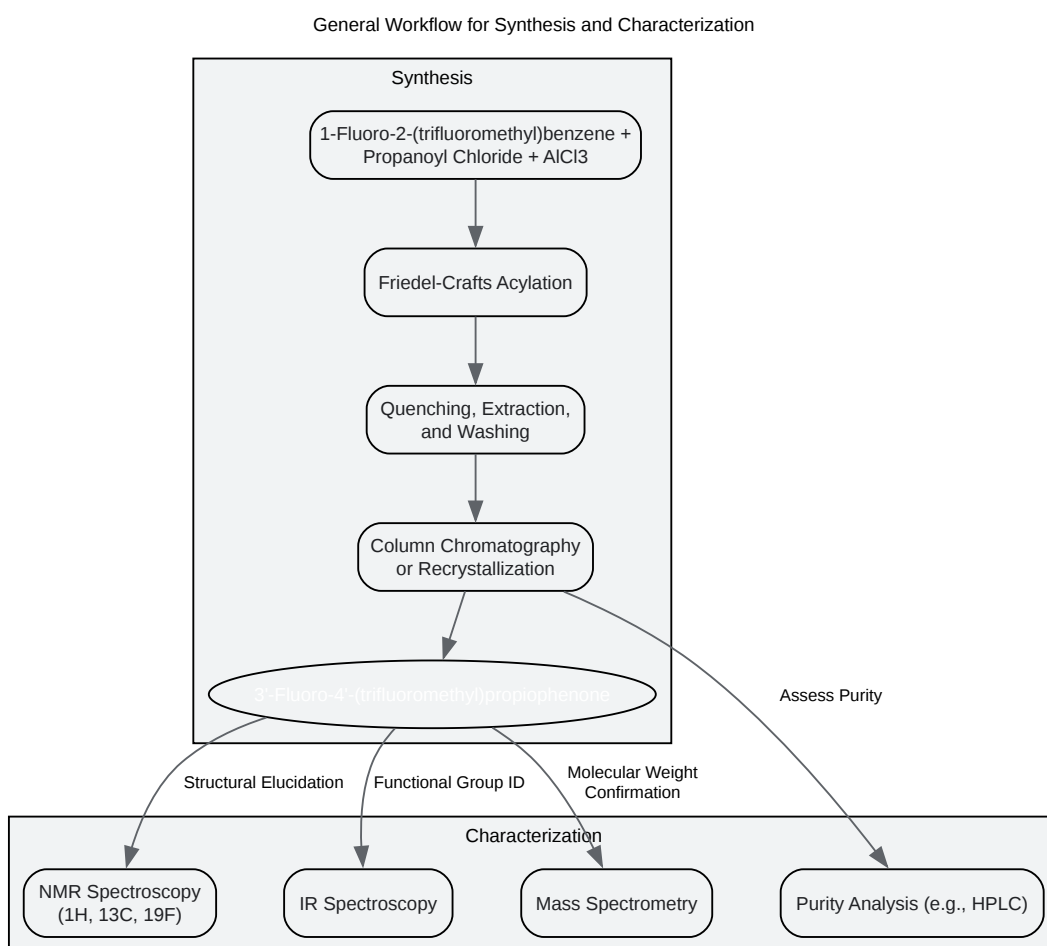 General Workflow for Synthesis and Characterization
Synthesis
1-Fluoro-2-(trifluoromethyl)benzene +
Propanoyl Chloride + AlCl3
Friedel-Crafts Acylation
Quenching, Extraction,
and Washing
Column Chromatography
or Recrystallization
3'-Fluoro-4'-(trifluoromethyl)propiophenone
Assess Purity
Structural Elucidation
Functional Group ID
Molecular Weight
Confirmation
Characterization
NMR Spectroscopy
(1H, 13C, 19F)
IR Spectroscopy
Mass Spectrometry
Purity Analysis (e.g., HPLC)